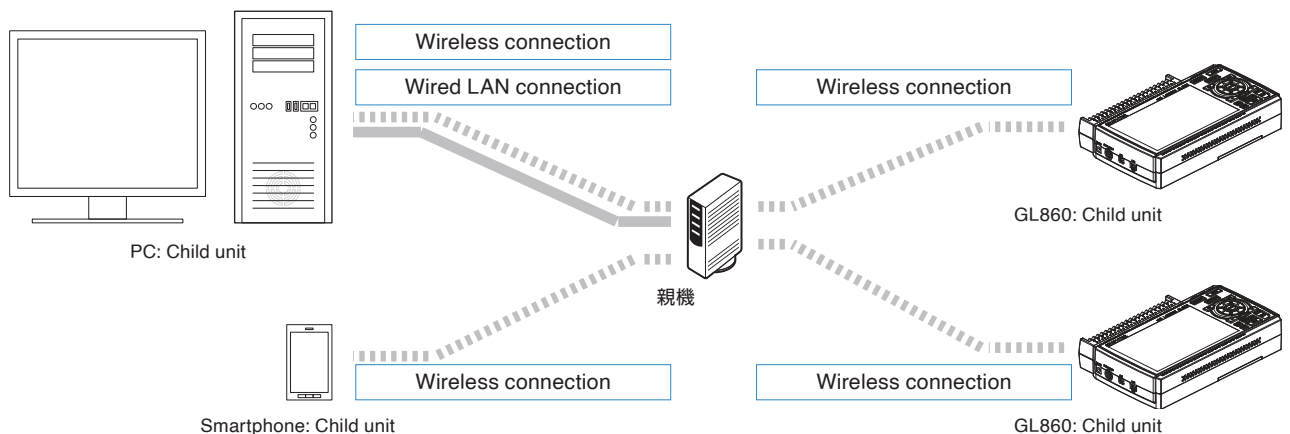 Wireless connection
Wired LAN connection
Wireless connection
GL860: Child unit
PC: Child unit
親機
Wireless connection
Wireless connection
Smartphone: Child unit
GL860: Child unit